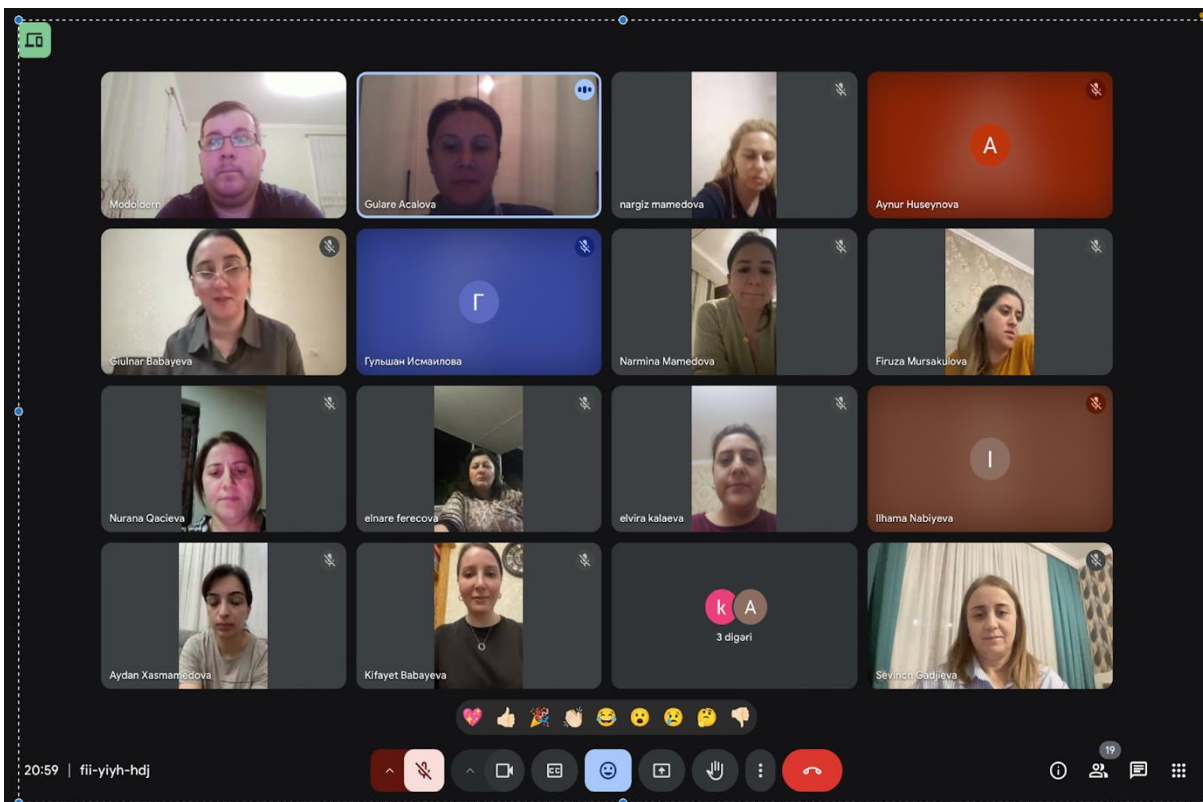 Modoldern
Gulare Acalova
nargiz mamedova
A
Aynur Huseynova
Giulnar Babayeva
Г
Гульшан Исмаилова
Narmina Mamedova
Firuza Mursakulova
Nurana Qacieva
elnare ferecova
elvira kalaeva
I
Ilhama Nabiyeva
Aydan Xasmamedova
Kifayet Babayeva
k A
3 digəri
Sevinch Gadjieva
20:59 | fii-yiyh-hdj
CC
19